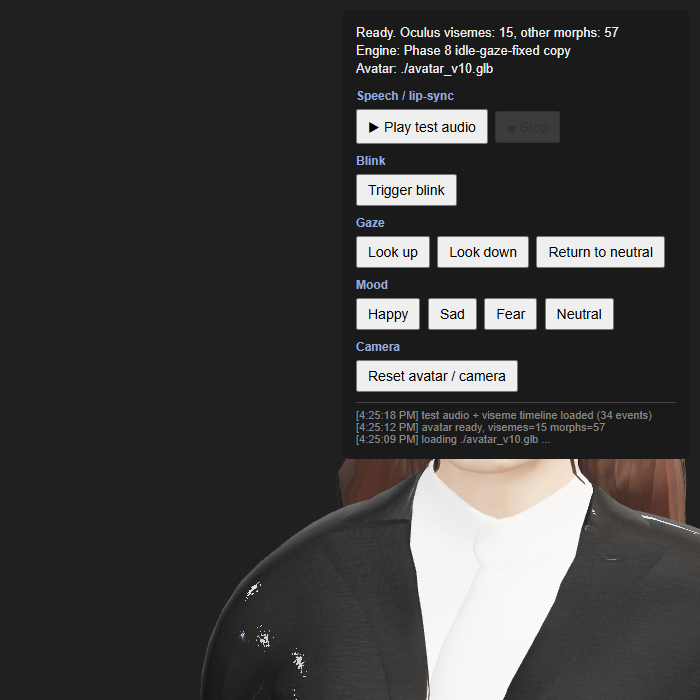 Ready. Oculus visemes: 15, other morphs: 57
Engine: Phase 8 idle-gaze-fixed copy
Avatar: ./avatar_v10.glb
Speech / lip-sync
▶ Play test audio ■ Stop
Blink
Trigger blink
Gaze
Look up Look down Return to neutral
Mood
Happy Sad Fear Neutral
Camera
Reset avatar / camera
[4:25:18 PM] test audio + viseme timeline loaded (34 events)
[4:25:12 PM] avatar ready, visemes=15 morphs=57
[4:25:09 PM] loading ./avatar_v10.glb ...